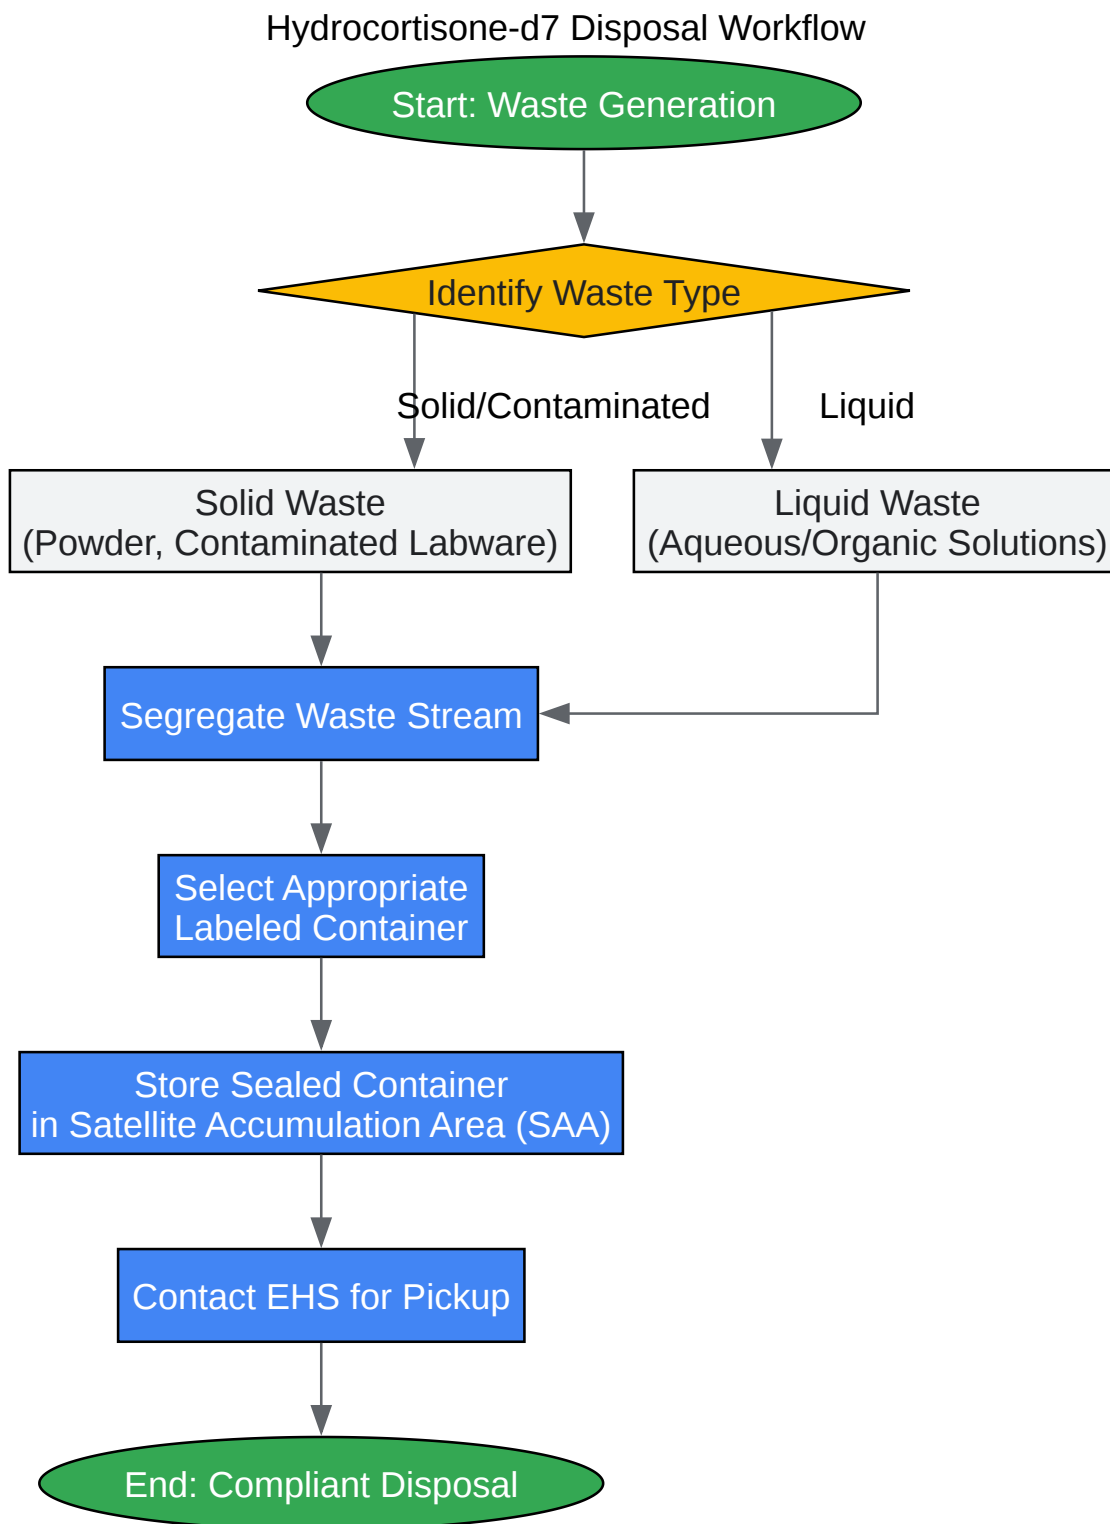 Hydrocortisone-d7 Disposal Workflow
Start: Waste Generation
Identify Waste Type
Solid/Contaminated
Liquid
Solid Waste
(Powder, Contaminated Labware)
Liquid Waste
(Aqueous/Organic Solutions)
Segregate Waste Stream
Select Appropriate
Labeled Container
Store Sealed Container
in Satellite Accumulation Area (SAA)
Contact EHS for Pickup
End: Compliant Disposal